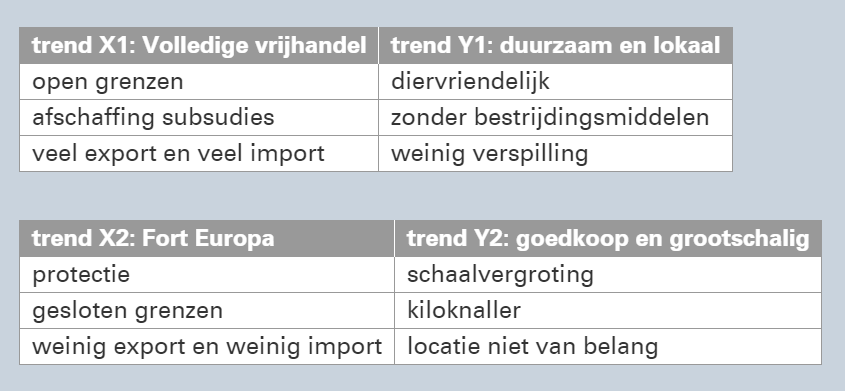 trend X1: Volledige vrijhandel trend Y1: duurzaam en lokaal
open grenzen diervriendelijk
afschaffing subsudies zonder bestrijdingsmiddelen
veel export en veel import weinig verspilling
trend X2: Fort Europa trend Y2: goedkoop en grootschalig
protectie schaalvergroting
gesloten grenzen kiloknaller
weinig export en weinig import locatie niet van belang